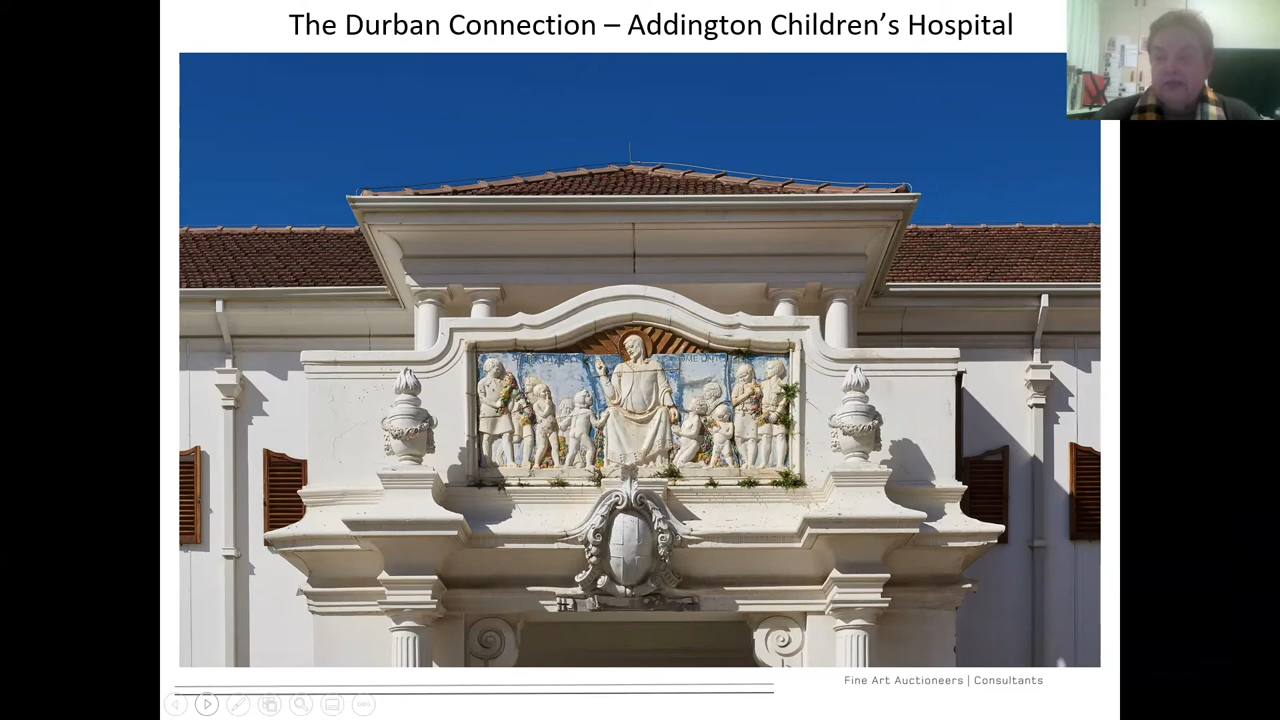 The Durban Connection – Addington Children’s Hospital
Fine Art Auctioneers | Consultants